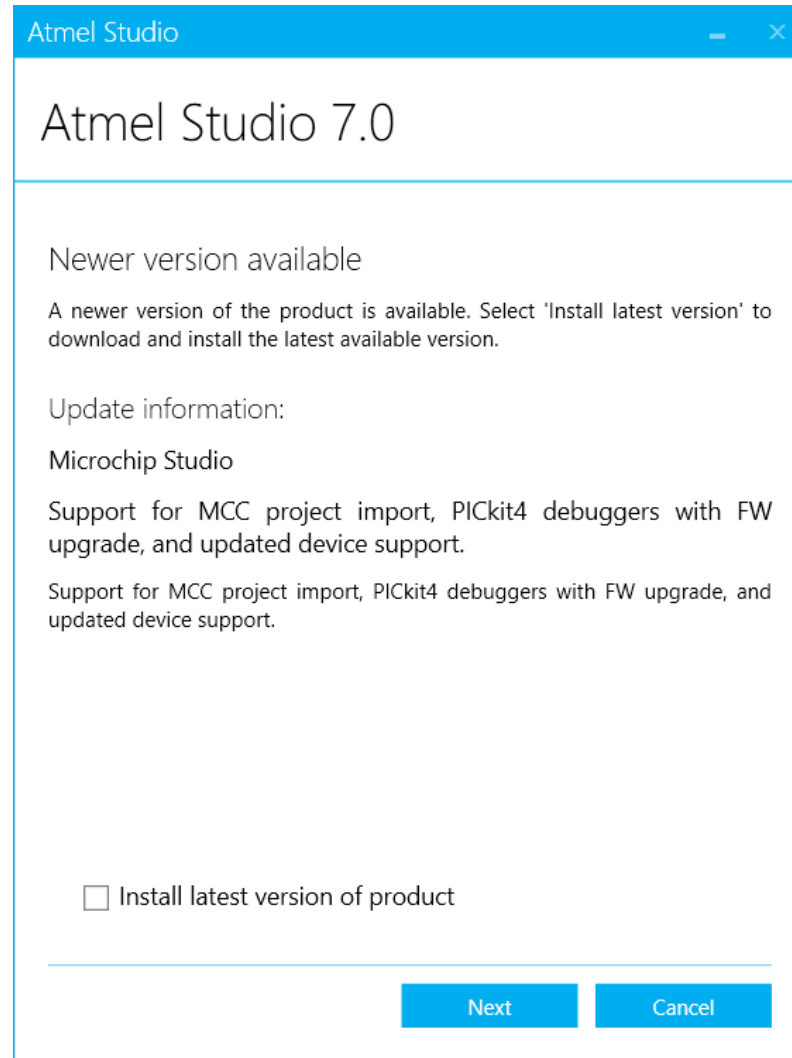 Atmel Studio
Atmel Studio 7.0
Newer version available
A newer version of the product is available. Select 'Install latest version' to
download and install the latest available version.
Update information:
Microchip Studio
Support for MCC project import, PICkit4 debuggers with FW
upgrade, and updated device support.
Support for MCC project import, PICkit4 debuggers with FW upgrade, and
updated device support.
Install latest version of product
Next Cancel